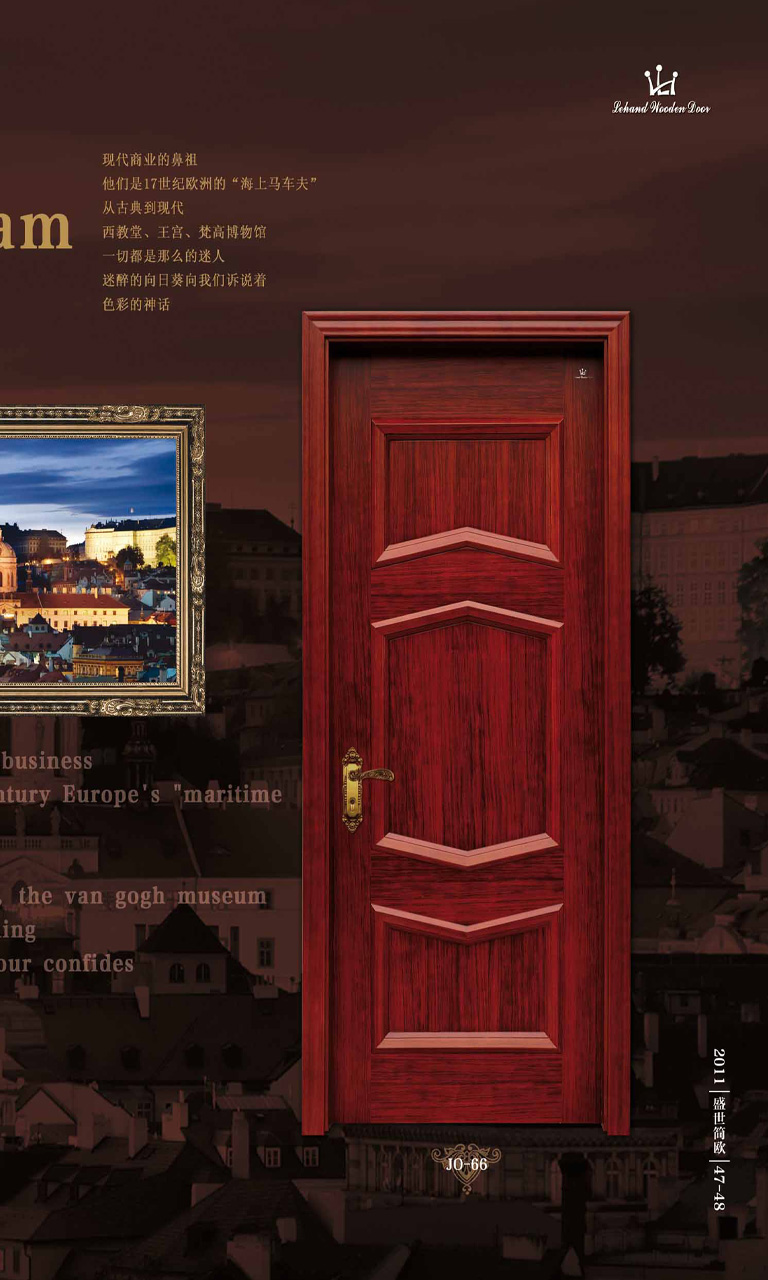 Lehand Wooden Door
am
现代商业的鼻祖
他们是17世纪欧洲的“海上马车夫”
从古典到现代
西教堂、王宫、梵高博物馆
一切都是那么的迷人
迷醉的向日葵向我们诉说着
色彩的神话
business
ntury Europe's "maritime
, the van gogh museum
ing
our confides
JO-66
2011 | 盛世简欧 | 47-48